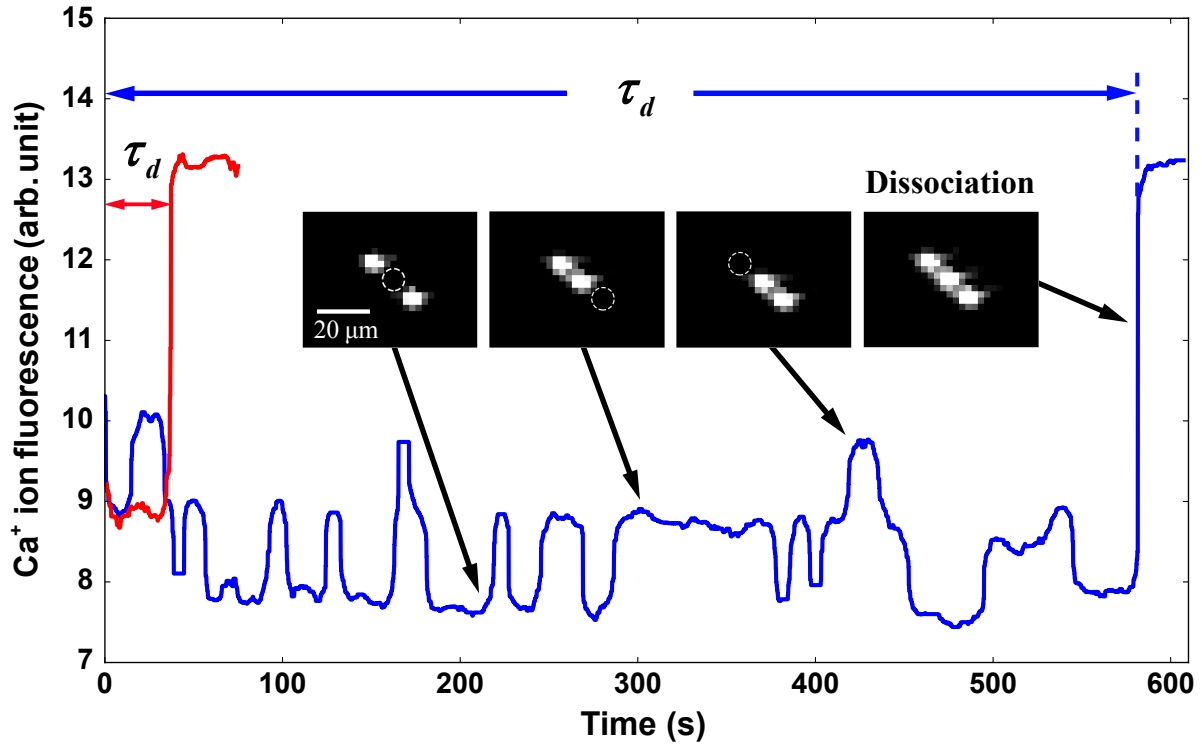 15
14
13
12
11
10
9
8
7
Ca⁺ ion fluorescence (arb. unit)
τd
τd
Dissociation
20 μm
0
100
200
300
400
500
600
Time (s)